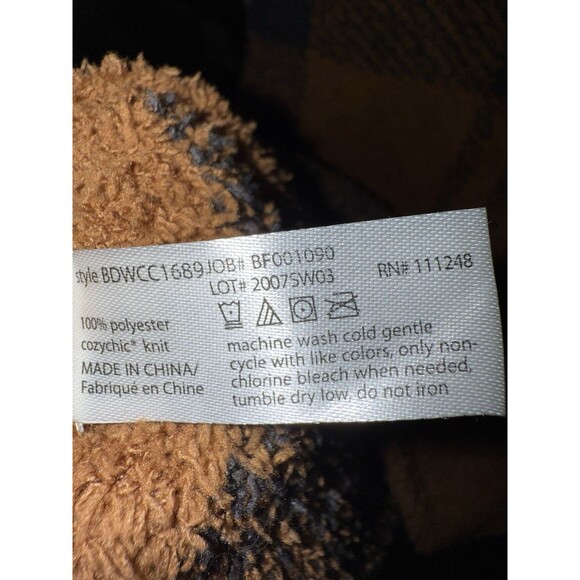 style BDWCC1689 JOB# BF001090
LOT# 20075W03
RN# 111248
100% polyester
cozychic® knit
MADE IN CHINA/
Fabriqué en Chine
machine wash cold gentle
cycle with like colors, only non-
chlorine bleach when needed,
tumble dry low, do not iron